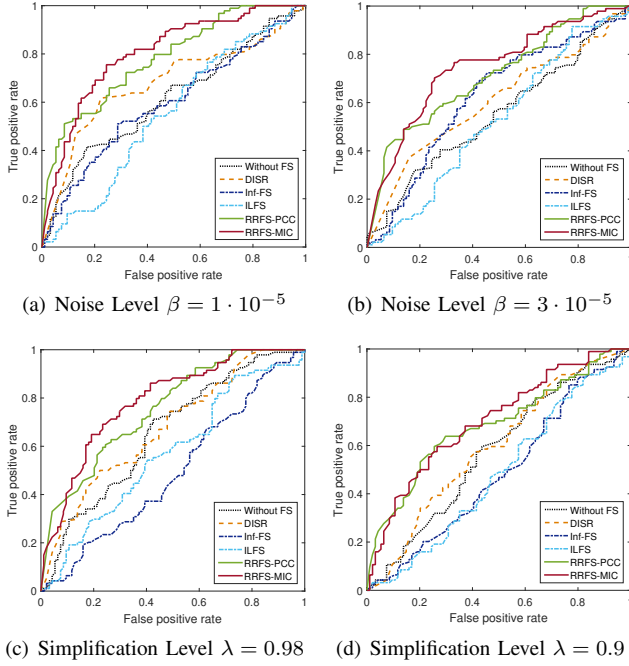 1
0.8
0.6
0.4
0.2
0
True positive rate
0 0.2 0.4 0.6 0.8 1
False positive rate
Without FS
DISR
Inf-FS
ILFS
RRFS-PCC
RRFS-MIC
(a) Noise Level β = 1 · 10⁻⁵
1
0.8
0.6
0.4
0.2
0
True positive rate
0 0.2 0.4 0.6 0.8 1
False positive rate
Without FS
DISR
Inf-FS
ILFS
RRFS-PCC
RRFS-MIC
(b) Noise Level β = 3 · 10⁻⁵
1
0.8
0.6
0.4
0.2
0
True positive rate
0 0.2 0.4 0.6 0.8 1
False positive rate
Without FS
DISR
Inf-FS
ILFS
RRFS-PCC
RRFS-MIC
(c) Simplification Level λ = 0.98
1
0.8
0.6
0.4
0.2
0
True positive rate
0 0.2 0.4 0.6 0.8 1
False positive rate
Without FS
DISR
Inf-FS
ILFS
RRFS-PCC
RRFS-MIC
(d) Simplification Level λ = 0.9